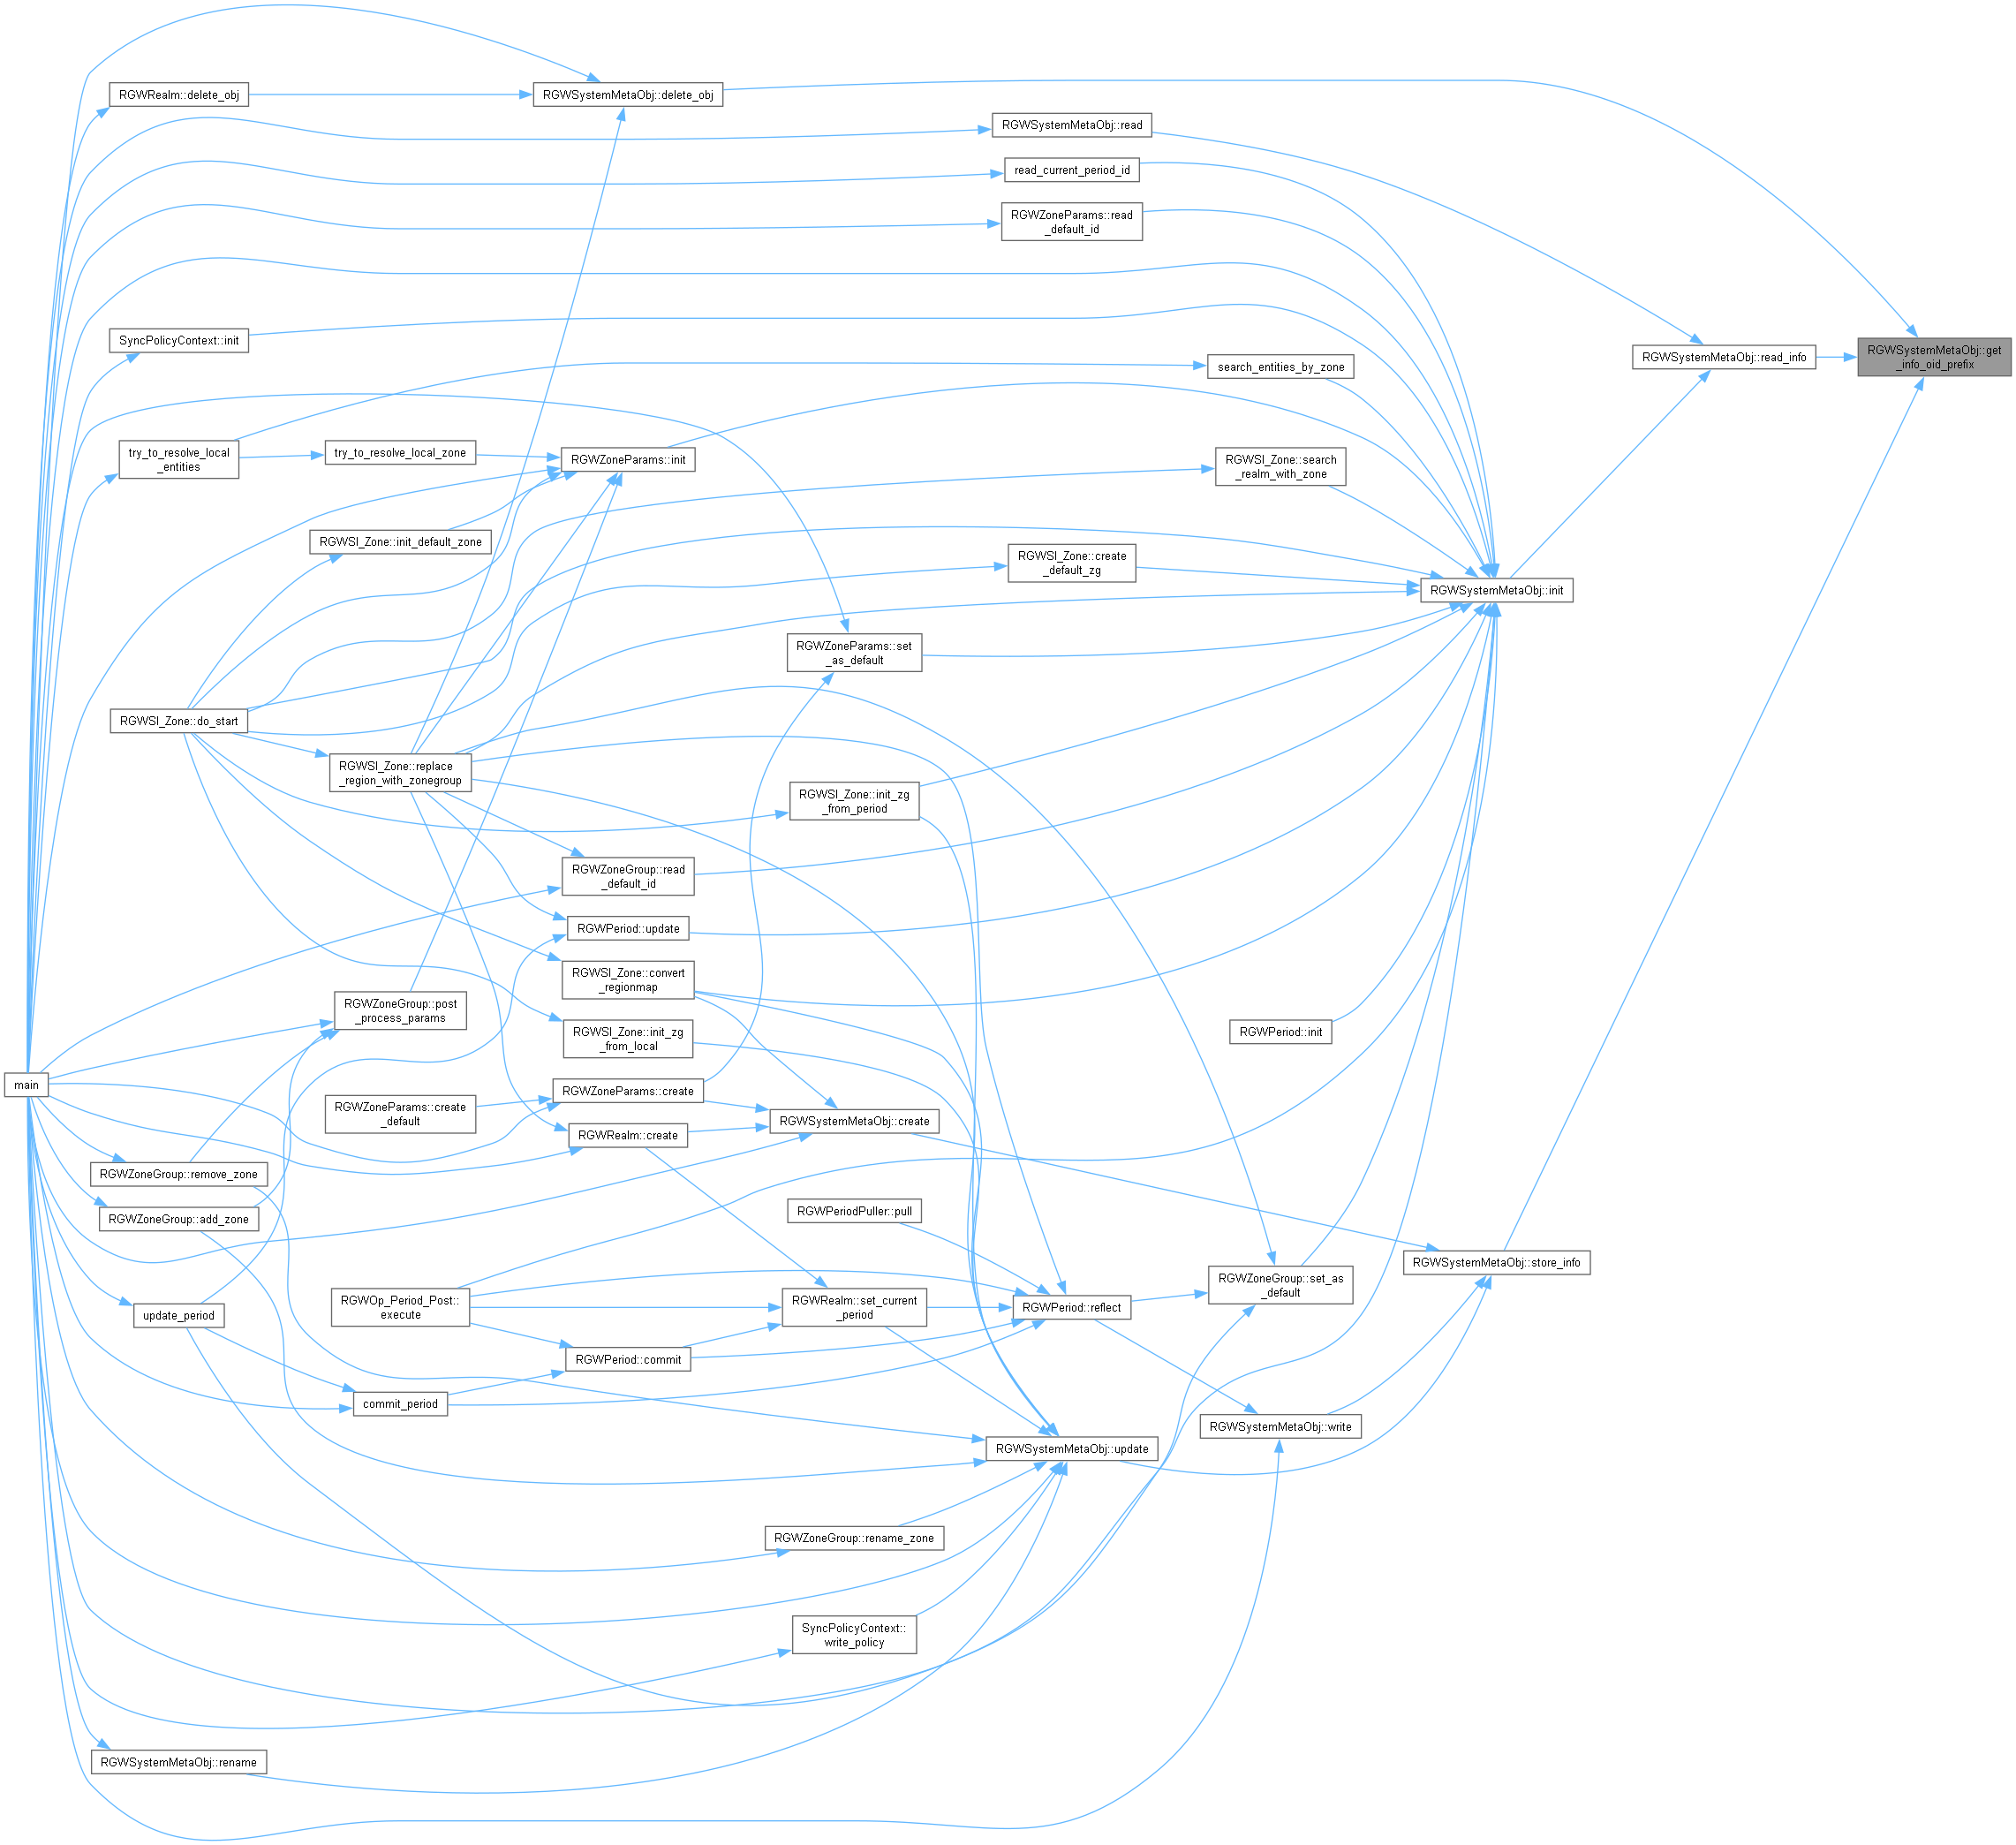 RGWRealm::delete_obj
RGWSystemMetaObj::delete_obj
RGWSystemMetaObj::read
read_current_period_id
RGWZoneParams::read
_default_id
SyncPolicyContext::init
RGWSystemMetaObj::get
_info_oid_prefix
RGWSystemMetaObj::read_info
search_entities_by_zone
try_to_resolve_local
_entities
try_to_resolve_local_zone
RGWZoneParams::init
RGWSI_Zone::search
_realm_with_zone
RGWSI_Zone::init_default_zone
RGWSI_Zone::create
_default_zg
RGWSystemMetaObj::init
RGWZoneParams::set
_as_default
RGWSI_Zone::do_start
RGWSI_Zone::replace
_region_with_zonegroup
RGWSI_Zone::init_zg
_from_period
RGWZoneGroup::read
_default_id
RGWPeriod::update
RGWSI_Zone::convert
_regionmap
RGWZoneGroup::post
_process_params
RGWSI_Zone::init_zg
_from_local
RGWPeriod::init
main
RGWZoneParams::create
RGWZoneParams::create
_default
RGWSystemMetaObj::create
RGWRealm::create
RGWZoneGroup::remove_zone
RGWZoneGroup::add_zone
RGWPeriodPuller::pull
RGWSystemMetaObj::store_info
RGWZoneGroup::set_as
_default
RGWOp_Period_Post::
execute
RGWRealm::set_current
_period
RGWPeriod::reflect
update_period
RGWPeriod::commit
commit_period
RGWSystemMetaObj::write
RGWSystemMetaObj::update
RGWZoneGroup::rename_zone
SyncPolicyContext::
write_policy
RGWSystemMetaObj::rename